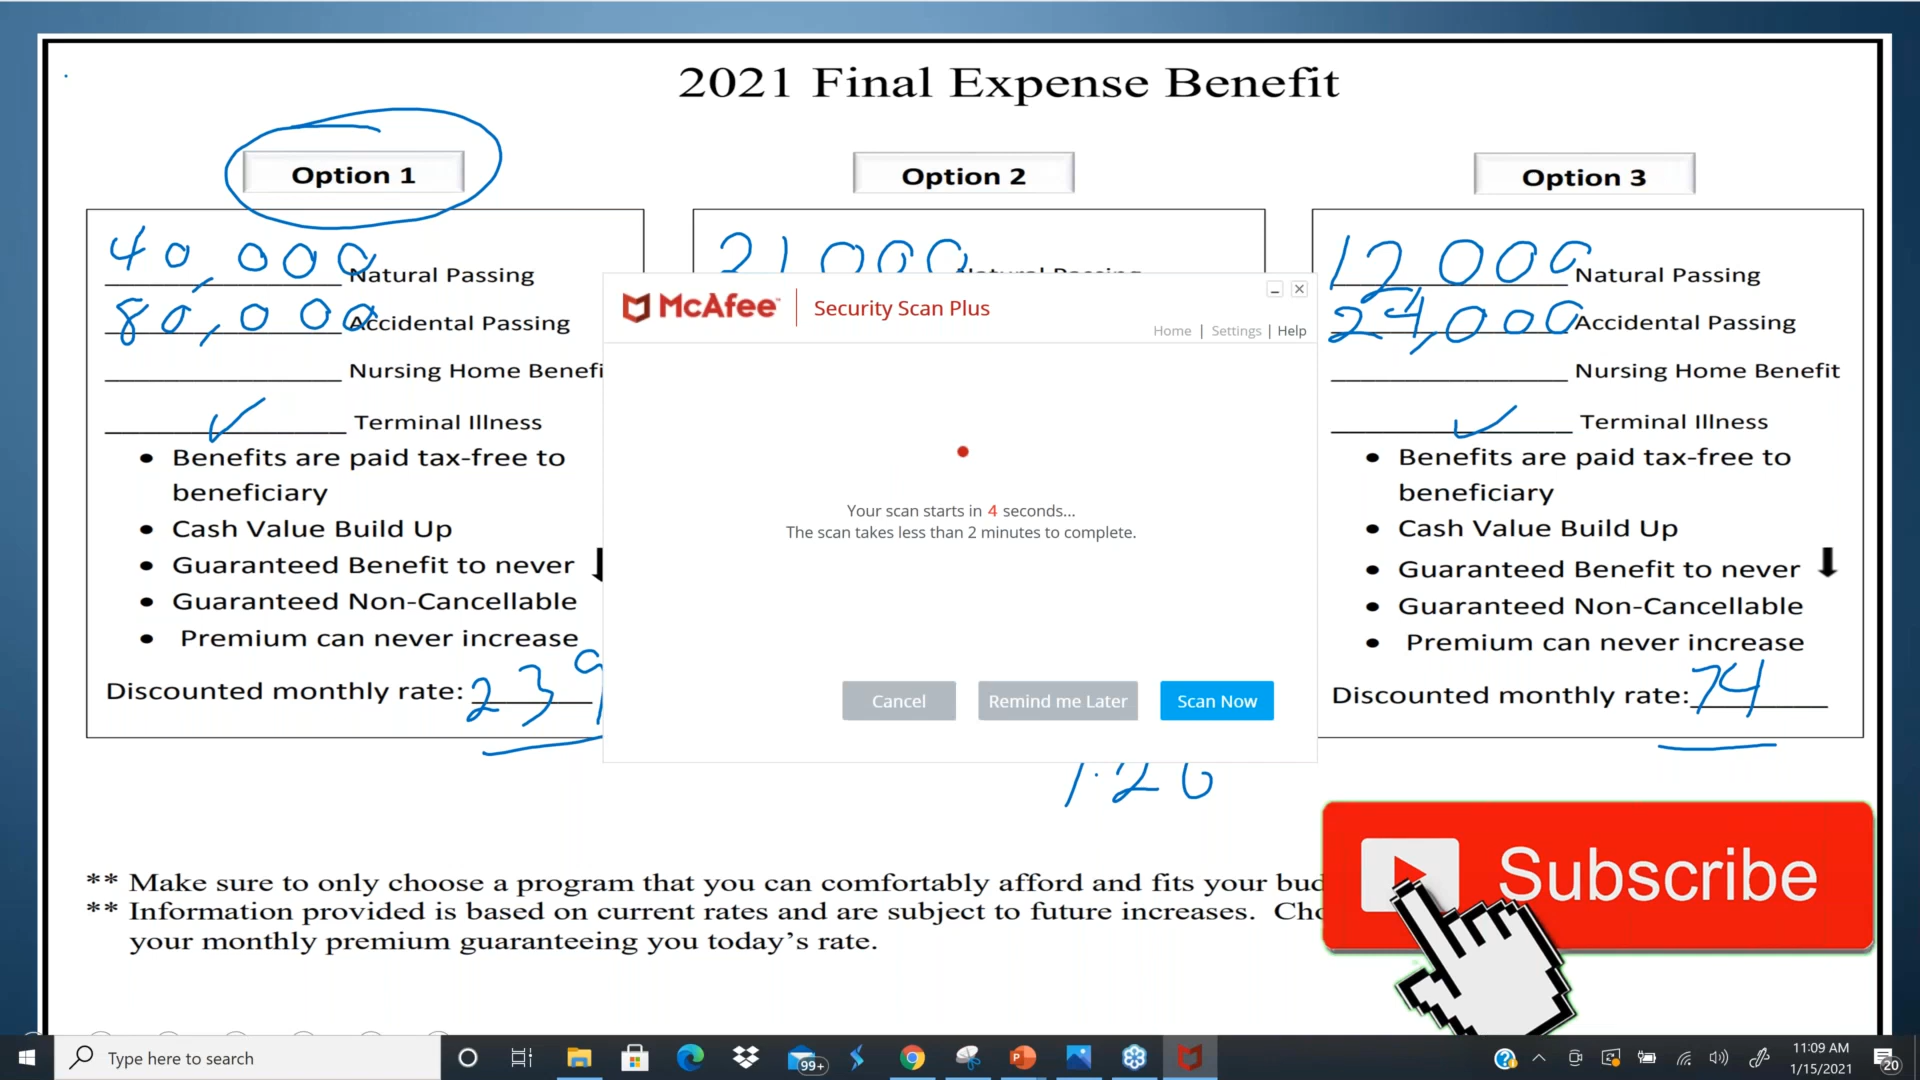 2021 Final Expense Benefit
Option 1
Option 2
Option 3
40,000 Natural Passing
80,000 Accidental Passing
Nursing Home Benefi
Terminal Illness
• Benefits are paid tax-free to
beneficiary
• Cash Value Build Up
• Guaranteed Benefit to never
• Guaranteed Non-Cancellable
• Premium can never increase
Discounted monthly rate: 239
21,000 Natural Passing
McAfee™ | Security Scan Plus
Home | Settings | Help
Your scan starts in 4 seconds...
The scan takes less than 2 minutes to complete.
Cancel
Remind me Later
Scan Now
12,000 Natural Passing
24,000 Accidental Passing
Nursing Home Benefit
Terminal Illness
• Benefits are paid tax-free to
beneficiary
• Cash Value Build Up
• Guaranteed Benefit to never
• Guaranteed Non-Cancellable
• Premium can never increase
Discounted monthly rate: 74
** Make sure to only choose a program that you can comfortably afford and fits your bud
** Information provided is based on current rates and are subject to future increases. Cho
your monthly premium guaranteeing you today's rate.
Subscribe
Type here to search
99+
11:09 AM
1/15/2021
20